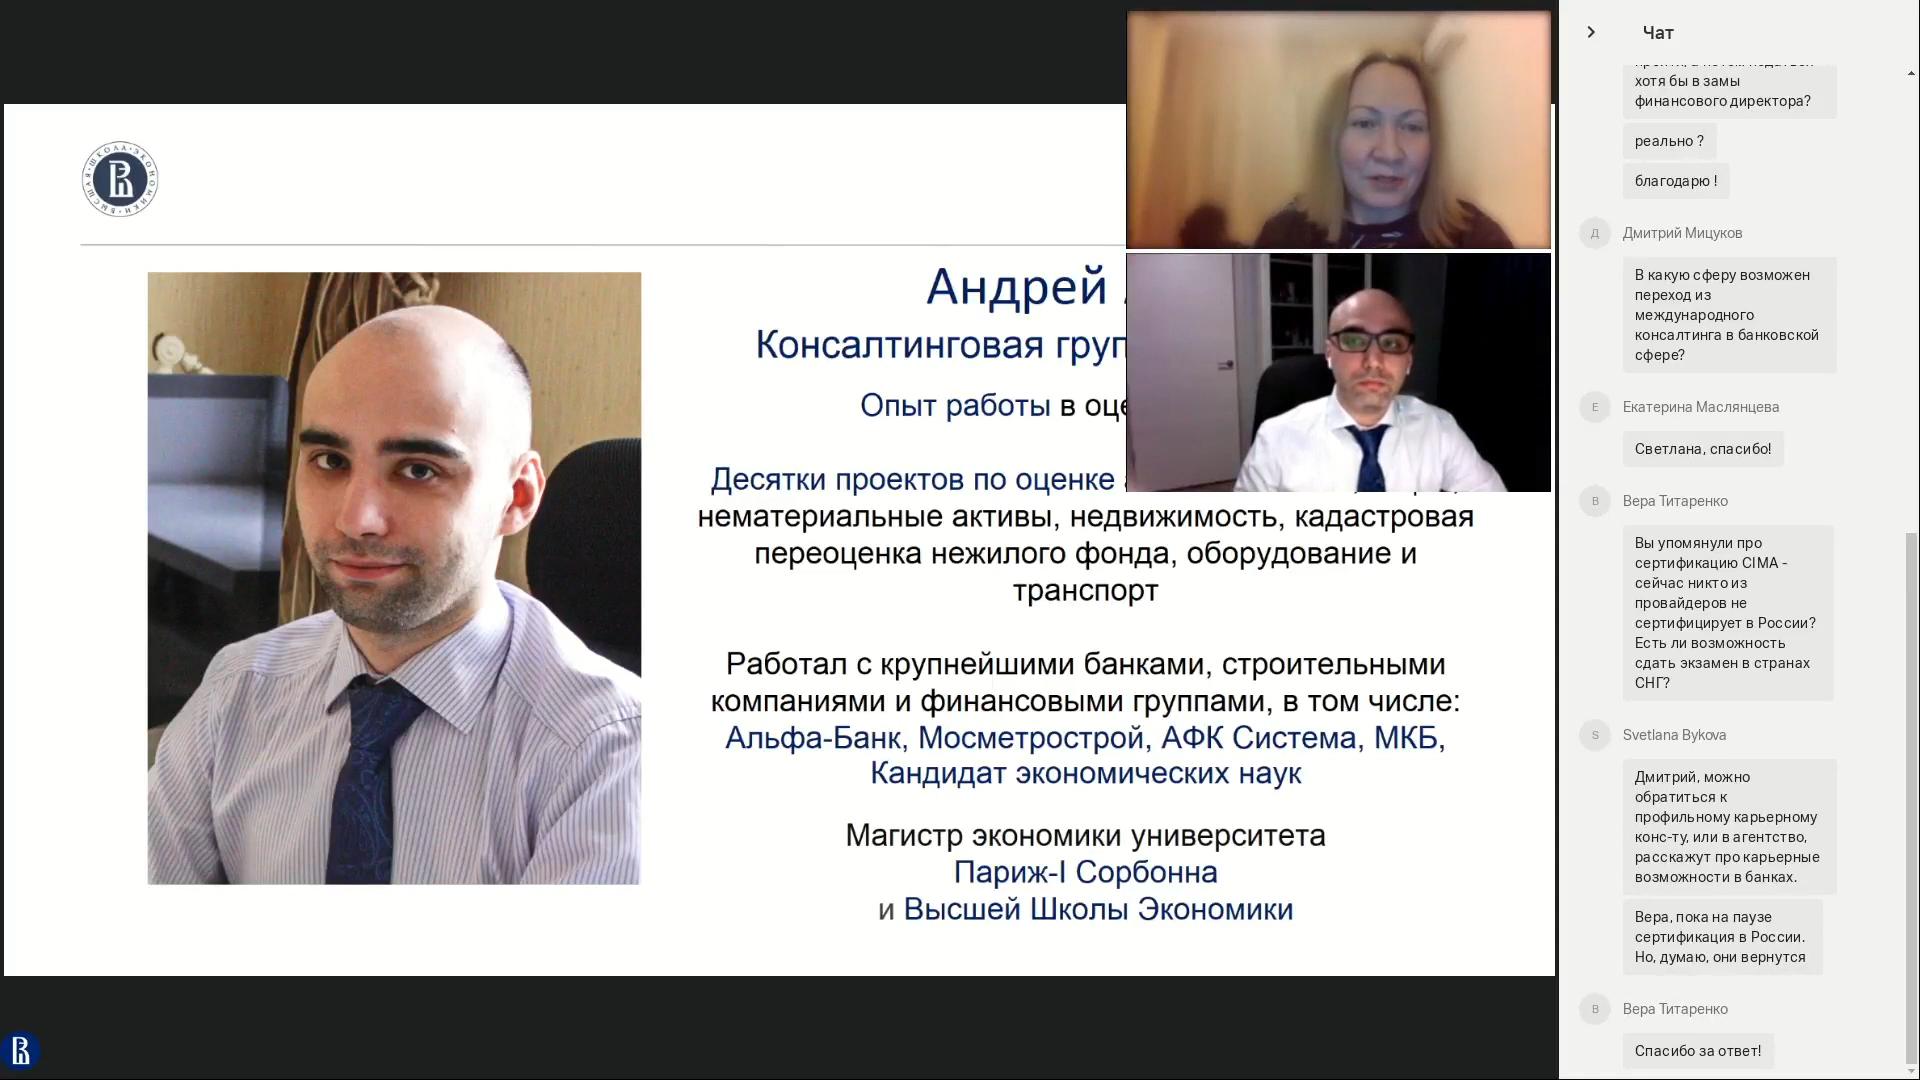 ВЫСШАЯ ШКОЛА ЭКОНОМИКИ
Андрей
Консалтинговая
Опыт работы в
Десятки проектов по оценке
нематериальные активы, недвижимость, кадастровая
переоценка нежилого фонда, оборудование и
транспорт
Работал с крупнейшими банками, строительными
компаниями и финансовыми группами, в том числе:
Альфа-Банк, Мосметрострой, АФК Система, МКБ,
Кандидат экономических наук
Магистр экономики университета
Париж-I Сорбонна
и Высшей Школы Экономики
Чат
хотя бы в замы
финансового директора?
реально ?
благодарю !
Д
Дмитрий Мицуков
В какую сферу возможен
переход из
международного
консалтинга в банковской
сфере?
Е
Екатерина Маслянцева
Светлана, спасибо!
В
Вера Титаренко
Вы упомянули про
сертификацию CIMA -
сейчас никто из
провайдеров не
сертифицирует в России?
Есть ли возможность
сдать экзамен в странах
СНГ?
S
Svetlana Bykova
Дмитрий, можно
обратиться к
профильному карьерному
конс-ту, или в агентство,
расскажут про карьерные
возможности в банках.
Вера, пока на паузе
сертификация в России.
Но, думаю, они вернутся
В
Вера Титаренко
Спасибо за ответ!